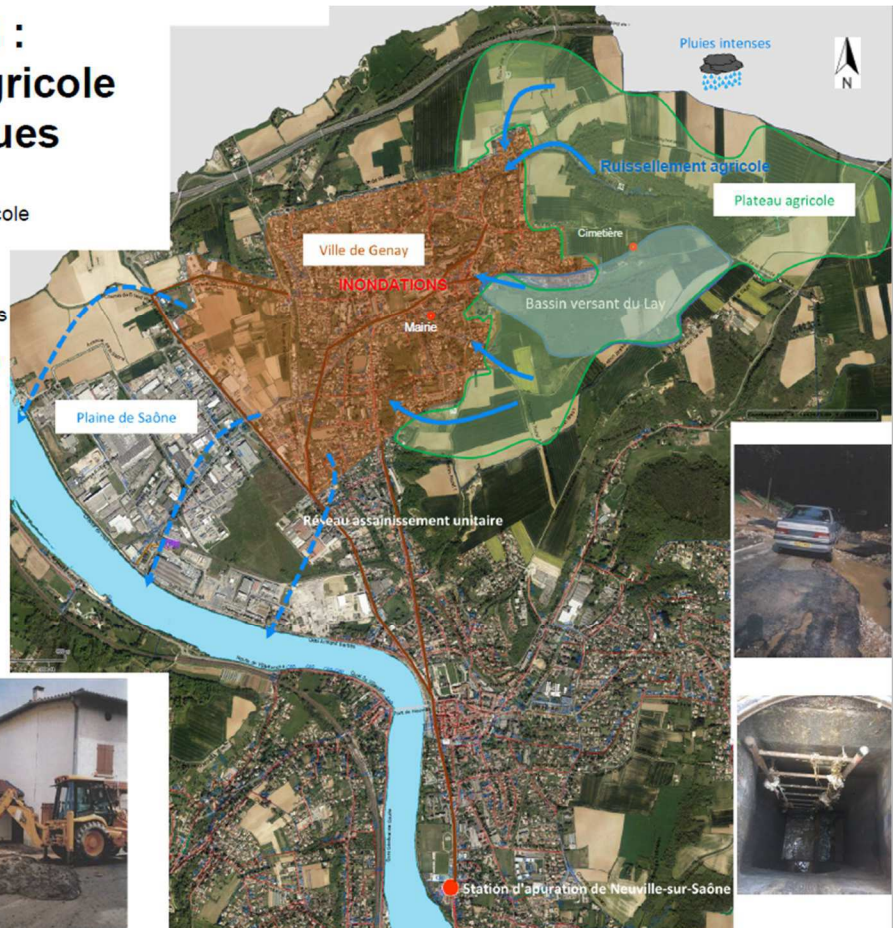 :
gricole
ues
cole
s
Pluies intenses
N
Ruissellement agricole
Plateau agricole
Cimetière
Ville de Genay
INONDATIONS
Bassin versant du Lay
Mairie
Plaine de Saône
Réseau assainissement unitaire
Station d'apuration de Neuville-sur-Saône